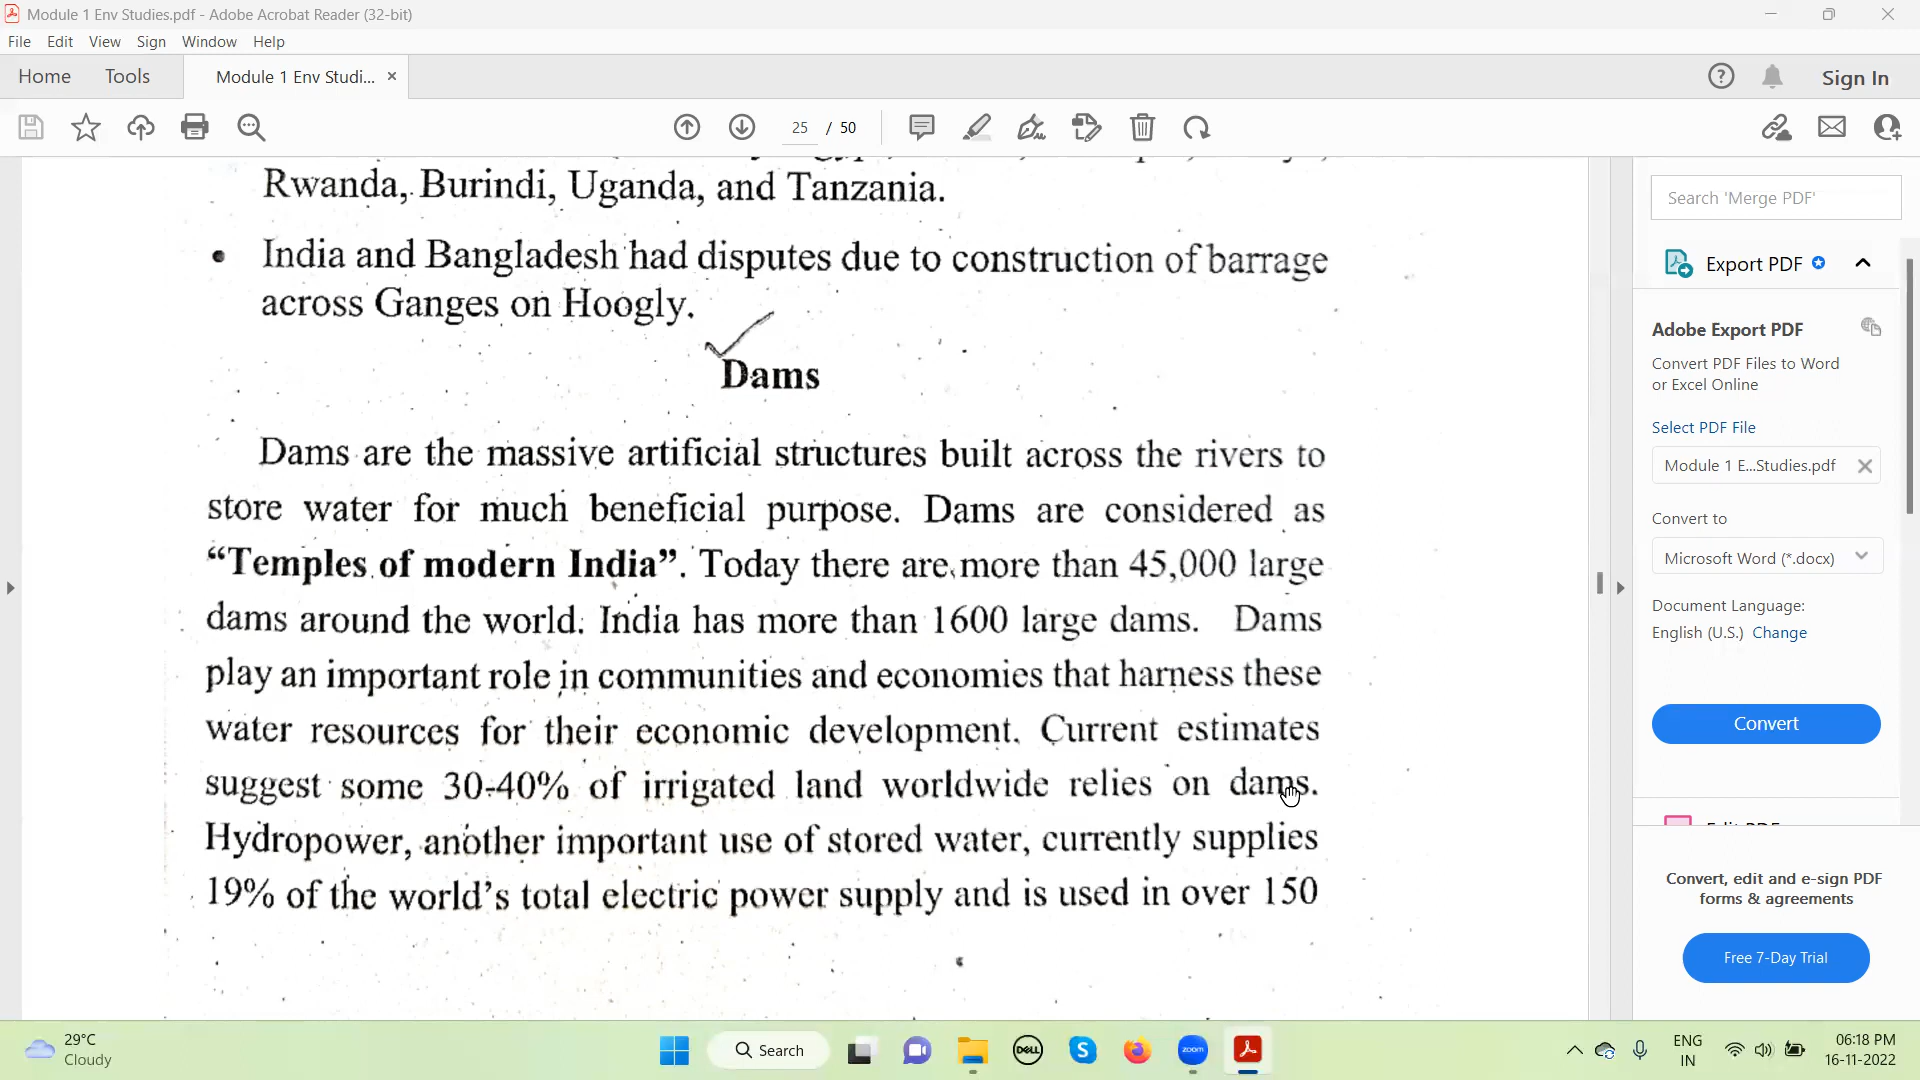 Module 1 Env Studies.pdf - Adobe Acrobat Reader (32-bit)
File Edit View Sign Window Help
Home Tools Module 1 Env Studi... × Sign In
25 / 50
Rwanda, Burindi, Uganda, and Tanzania.
• India and Bangladesh had disputes due to construction of barrage
across Ganges on Hoogly.
Dams
Dams are the massive artificial structures built across the rivers to
store water for much beneficial purpose. Dams are considered as
“Temples of modern India”. Today there are more than 45,000 large
dams around the world. India has more than 1600 large dams. Dams
play an important role in communities and economies that harness these
water resources for their economic development. Current estimates
suggest some 30-40% of irrigated land worldwide relies on dams.
Hydropower, another important use of stored water, currently supplies
19% of the world’s total electric power supply and is used in over 150
Search 'Merge PDF'
Export PDF
Adobe Export PDF
Convert PDF Files to Word
or Excel Online
Select PDF File
Module 1 E...Studies.pdf
Convert to
Microsoft Word (*.docx)
Document Language:
English (U.S.) Change
Convert
Convert, edit and e-sign PDF
forms & agreements
Free 7-Day Trial
29°C
Cloudy
Search
DELL
S
zoom
ENG
IN
06:18 PM
16-11-2022